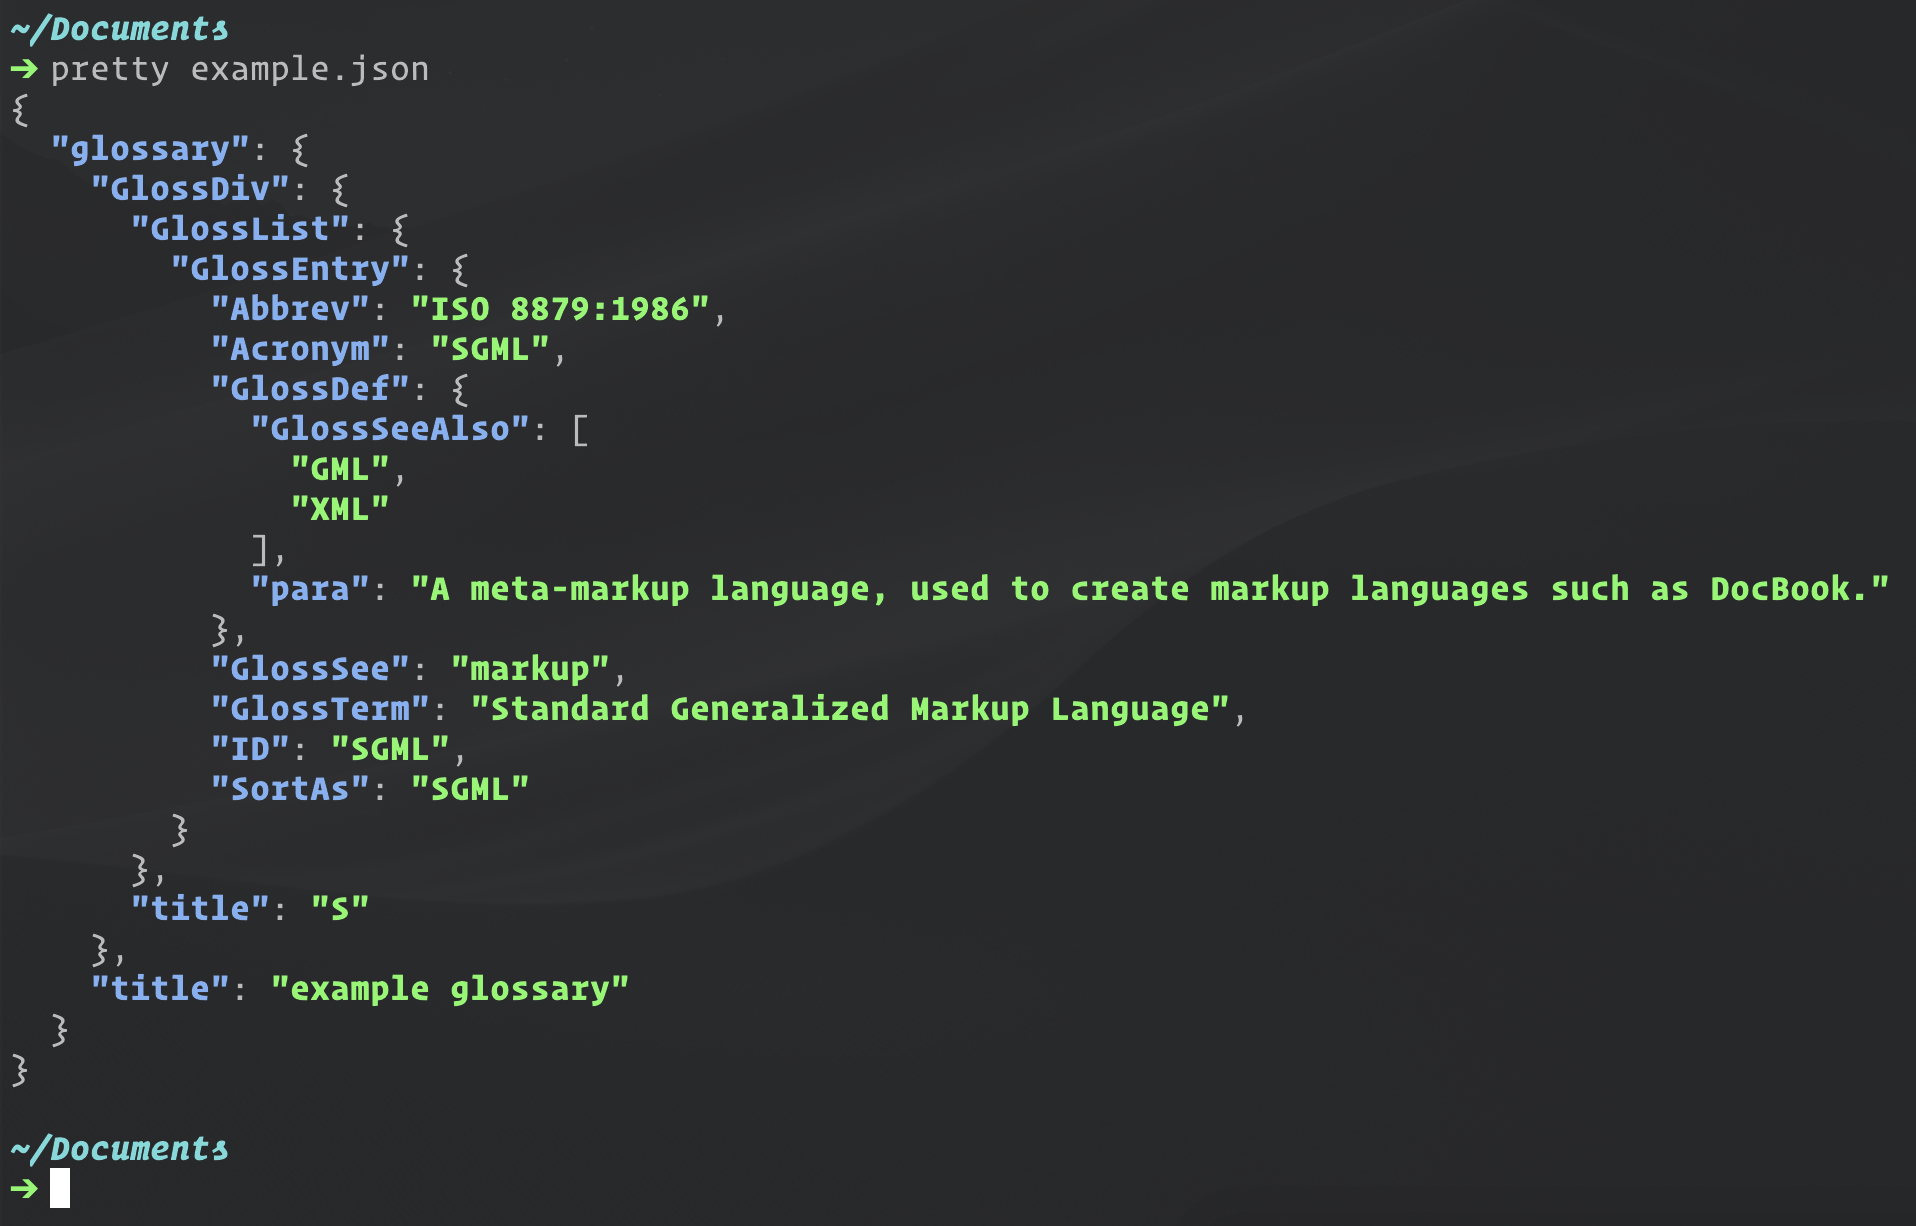 ~/Documents
➜ pretty example.json
{
  "glossary": {
    "GlossDiv": {
      "GlossList": {
        "GlossEntry": {
          "Abbrev": "ISO 8879:1986",
          "Acronym": "SGML",
          "GlossDef": {
            "GlossSeeAlso": [
              "GML",
              "XML"
            ],
            "para": "A meta-markup language, used to create markup languages such as DocBook."
          },
          "GlossSee": "markup",
          "GlossTerm": "Standard Generalized Markup Language",
          "ID": "SGML",
          "SortAs": "SGML"
        }
      },
      "title": "S"
    },
    "title": "example glossary"
  }
}
~/Documents
➜